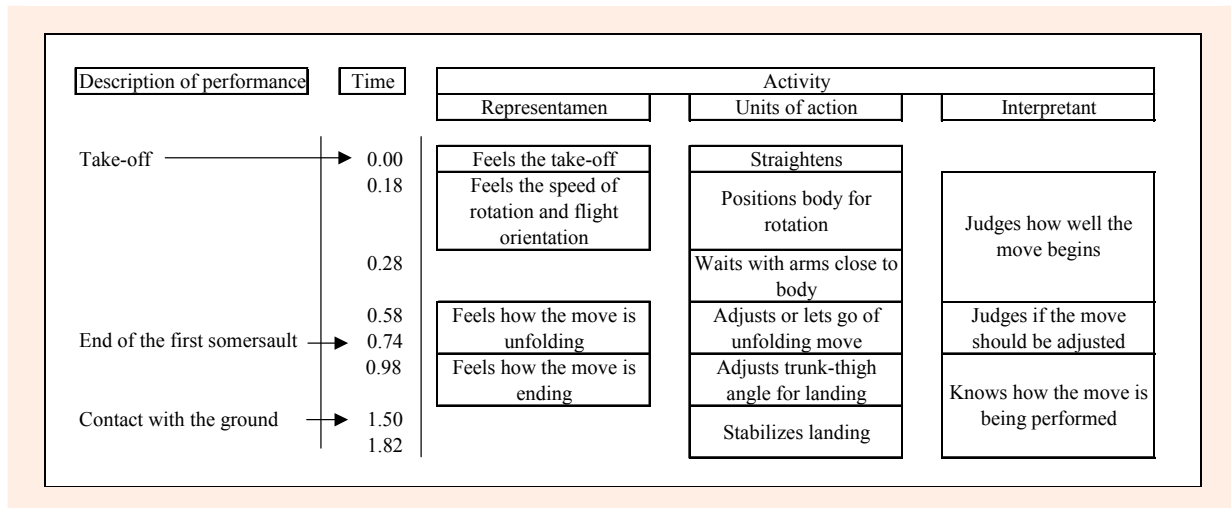 Description of performance Time Activity
Representamen Units of action Interpretant
Take-off 0.00 Feels the take-off Straightens
0.18 Feels the speed of
rotation and flight
orientation
Positions body for
rotation
Judges how well the
move begins
0.28 Waits with arms close to
body
0.58 Feels how the move is
unfolding
Adjusts or lets go of
unfolding move
Judges if the move
should be adjusted
End of the first somersault 0.74
0.98 Feels how the move is
ending
Adjusts trunk-thigh
angle for landing
Knows how the move is
being performed
Contact with the ground 1.50
Stabilizes landing
1.82